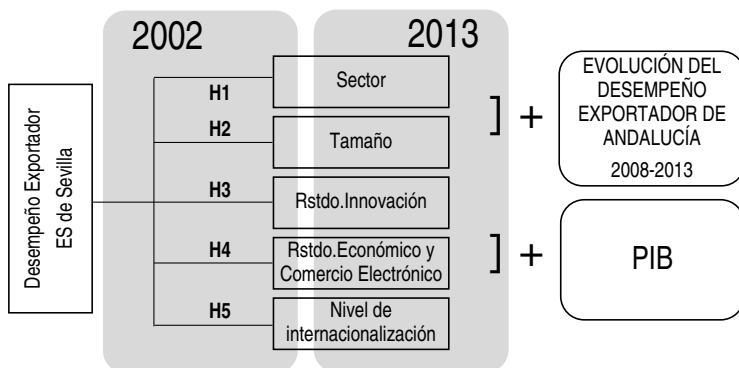 2002
2013
Desempeño Exportador
ES de Sevilla
H1
Sector
H2
Tamaño
H3
Rstdo.Innovación
H4
Rstdo.Económico y
Comercio Electrónico
H5
Nivel de
internacionalización
] +
EVOLUCIÓN DEL
DESEMPEÑO
EXPORTADOR DE
ANDALUCÍA
2008-2013
] +
PIB